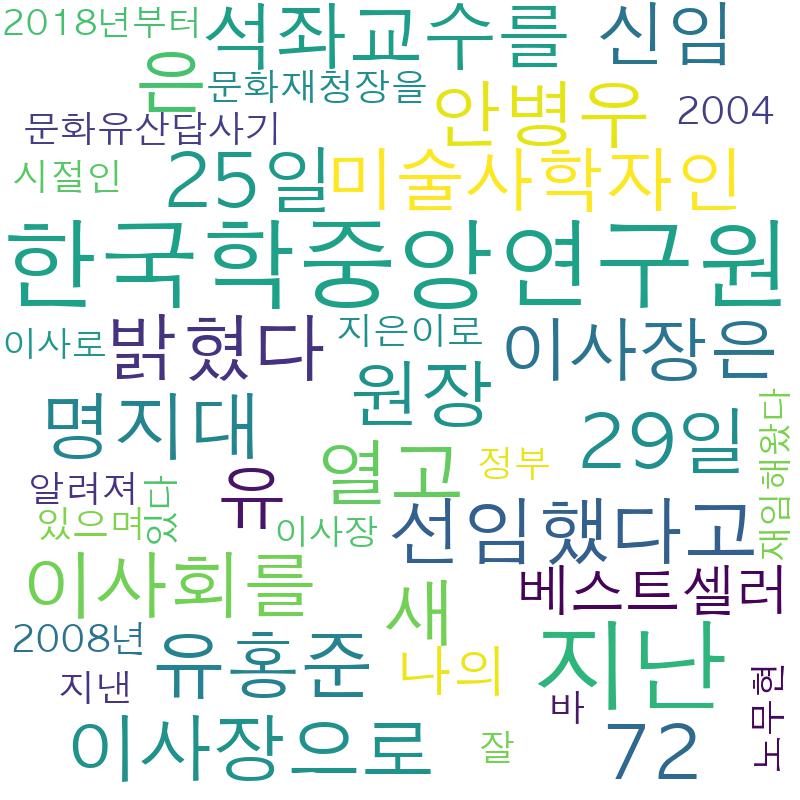 2018년부터
석좌교수를
신임
은
문화재청장을
안병우
2004
문화유산답사기
시절인
25일
미술사학자인
한국학중앙연구원
이사로
밝혔다
지은이로
이사장은
원장
명지대
29일
재임해왔다
열고
정부
알려져
있다
유
있으며
이사장
선임했다고
이사회를
새
베스트셀러
2008년
유홍준
나의
지난
지낸
바
노무현
이사장으로
잘
72